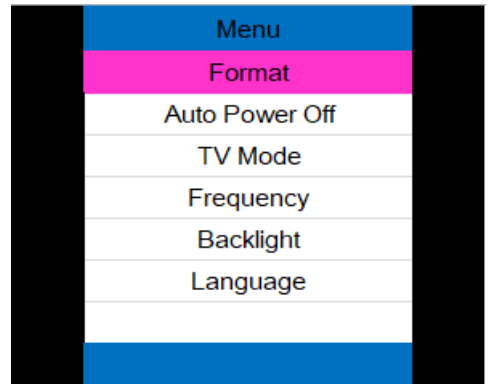 Menu
Format
Auto Power Off
TV Mode
Frequency
Backlight
Language